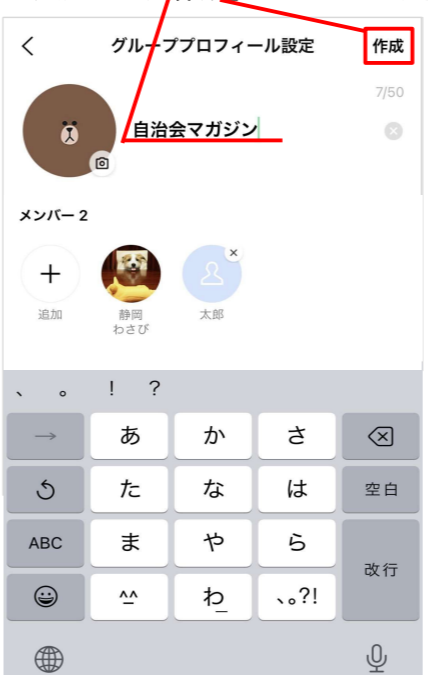 グループプロフィール設定
作成
7/50
自治会マガジン
メンバー 2
追加
静岡
わさび
太郎
、 。 ! ?
→ あ か さ
た な は 空白
ABC ま や ら 改行
^^ わ 、。?!